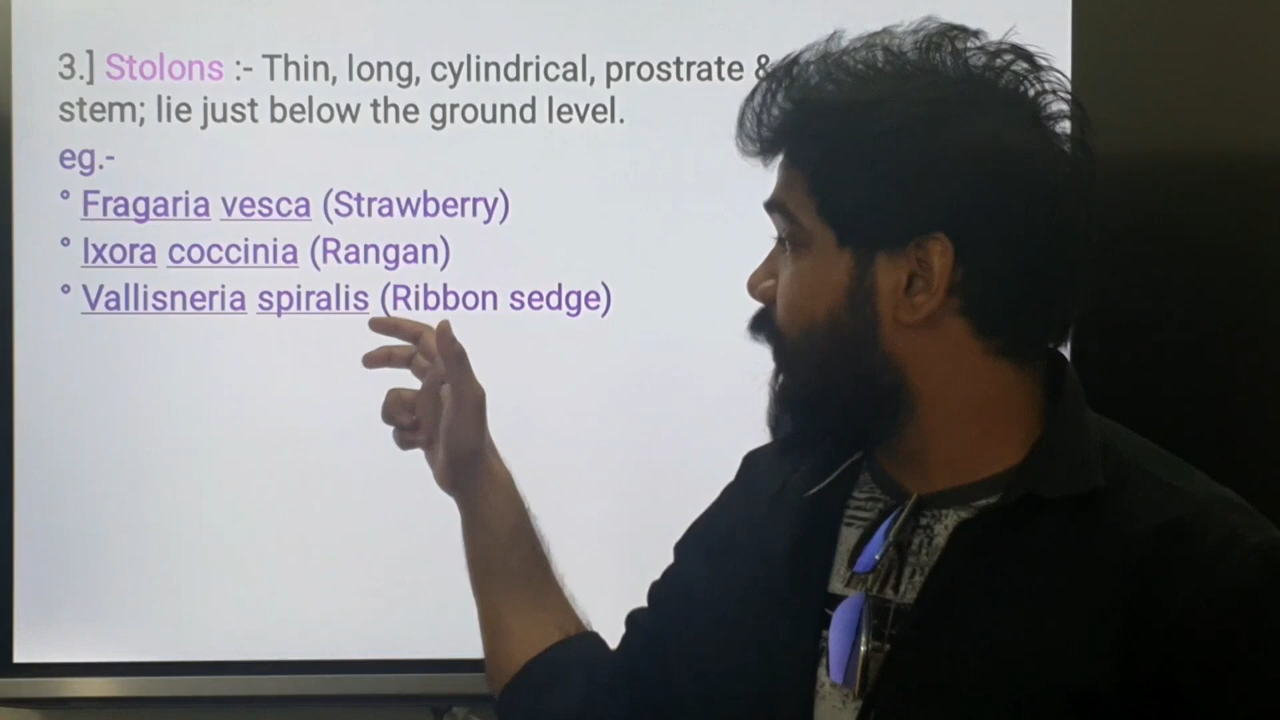 3.] Stolons :- Thin, long, cylindrical, prostrate &
stem; lie just below the ground level.
eg.-
° Fragaria vesca (Strawberry)
° Ixora coccinia (Rangan)
° Vallisneria spiralis (Ribbon sedge)